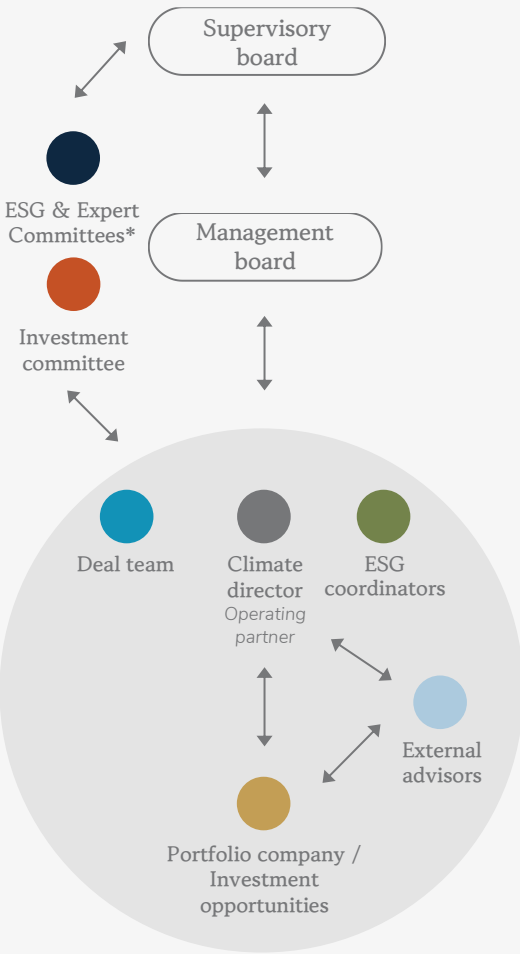 Supervisory
board
ESG & Expert
Committees*
Management
board
Investment
committee
Deal team
Climate
director
Operating
partner
ESG
coordinators
External
advisors
Portfolio company /
Investment
opportunities